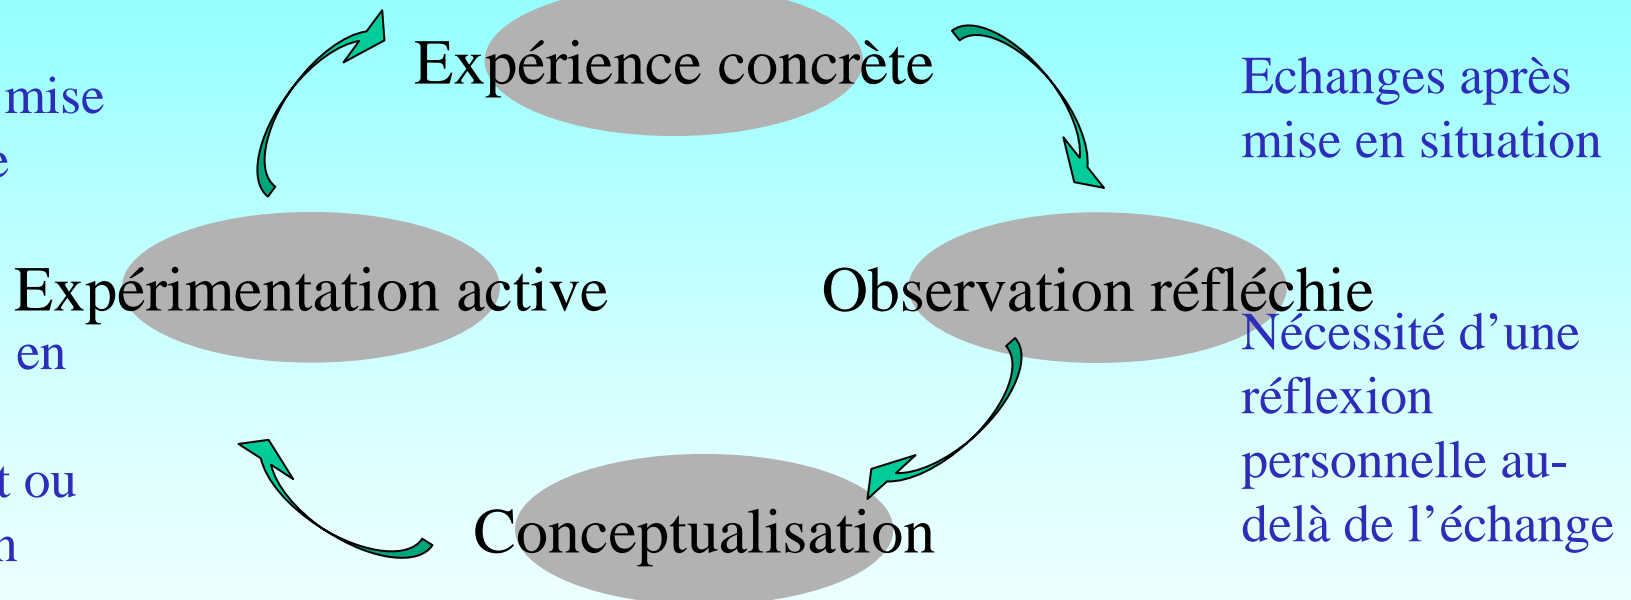 Expérience concrète
Echanges après
mise en situation
mise
e
Expérimentation active
Observation réfléchie
en
Nécessité d’une
réflexion
personnelle au-
delà de l’échange
t ou
n
Conceptualisation